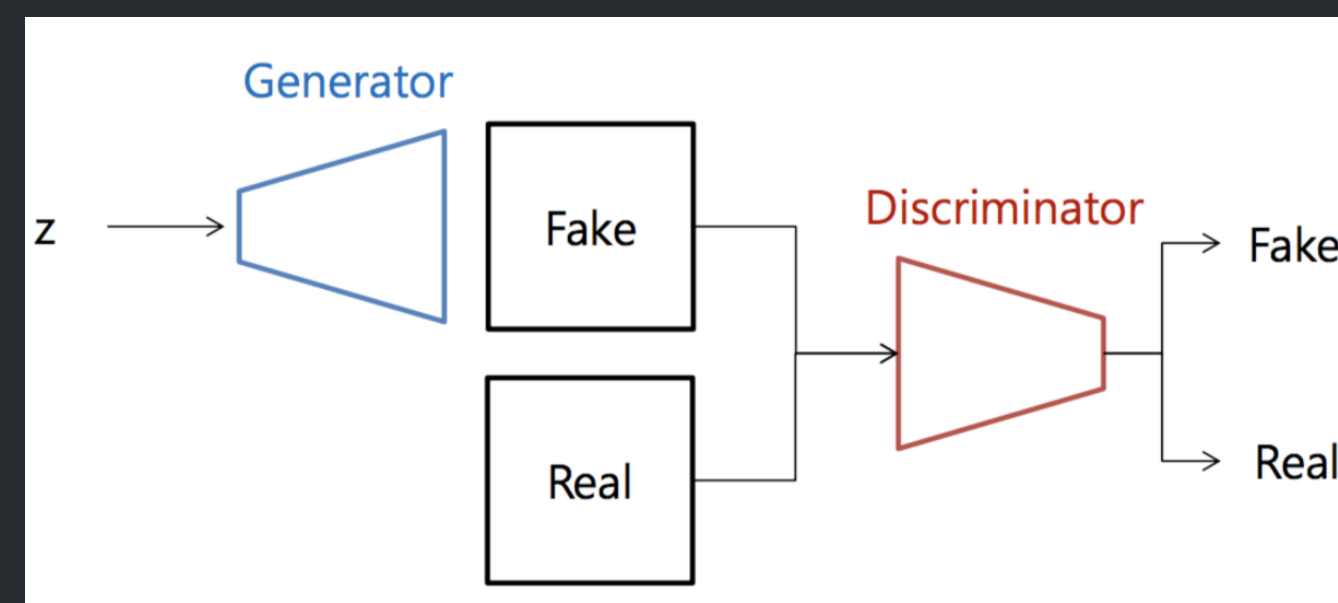 Generator
z
Fake
Real
Discriminator
Fake
Real